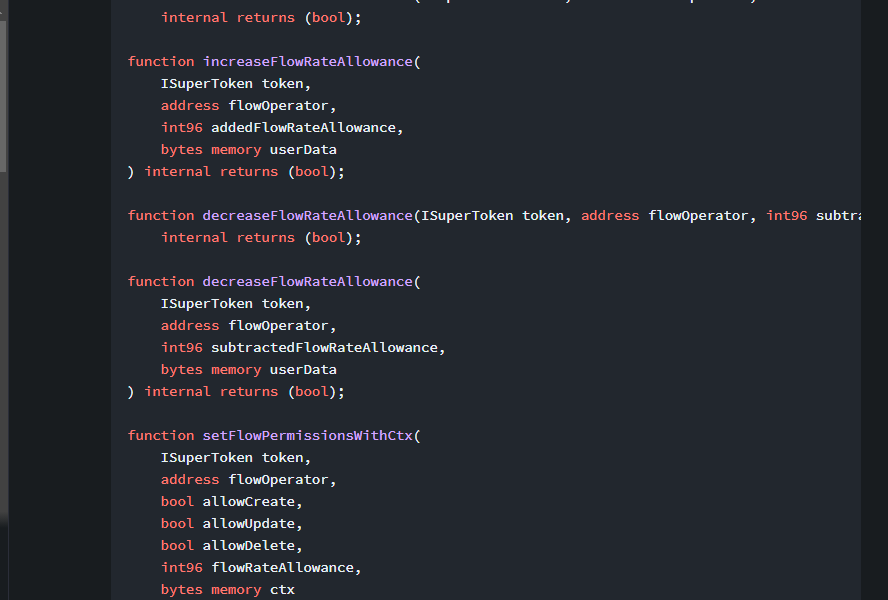 internal returns (bool);
function increaseFlowRateAllowance(
ISuperToken token,
address flowOperator,
int96 addedFlowRateAllowance,
bytes memory userData
) internal returns (bool);
function decreaseFlowRateAllowance(ISuperToken token, address flowOperator, int96 subtra
internal returns (bool);
function decreaseFlowRateAllowance(
ISuperToken token,
address flowOperator,
int96 subtractedFlowRateAllowance,
bytes memory userData
) internal returns (bool);
function setFlowPermissionsWithCtx(
ISuperToken token,
address flowOperator,
bool allowCreate,
bool allowUpdate,
bool allowDelete,
int96 flowRateAllowance,
bytes memory ctx